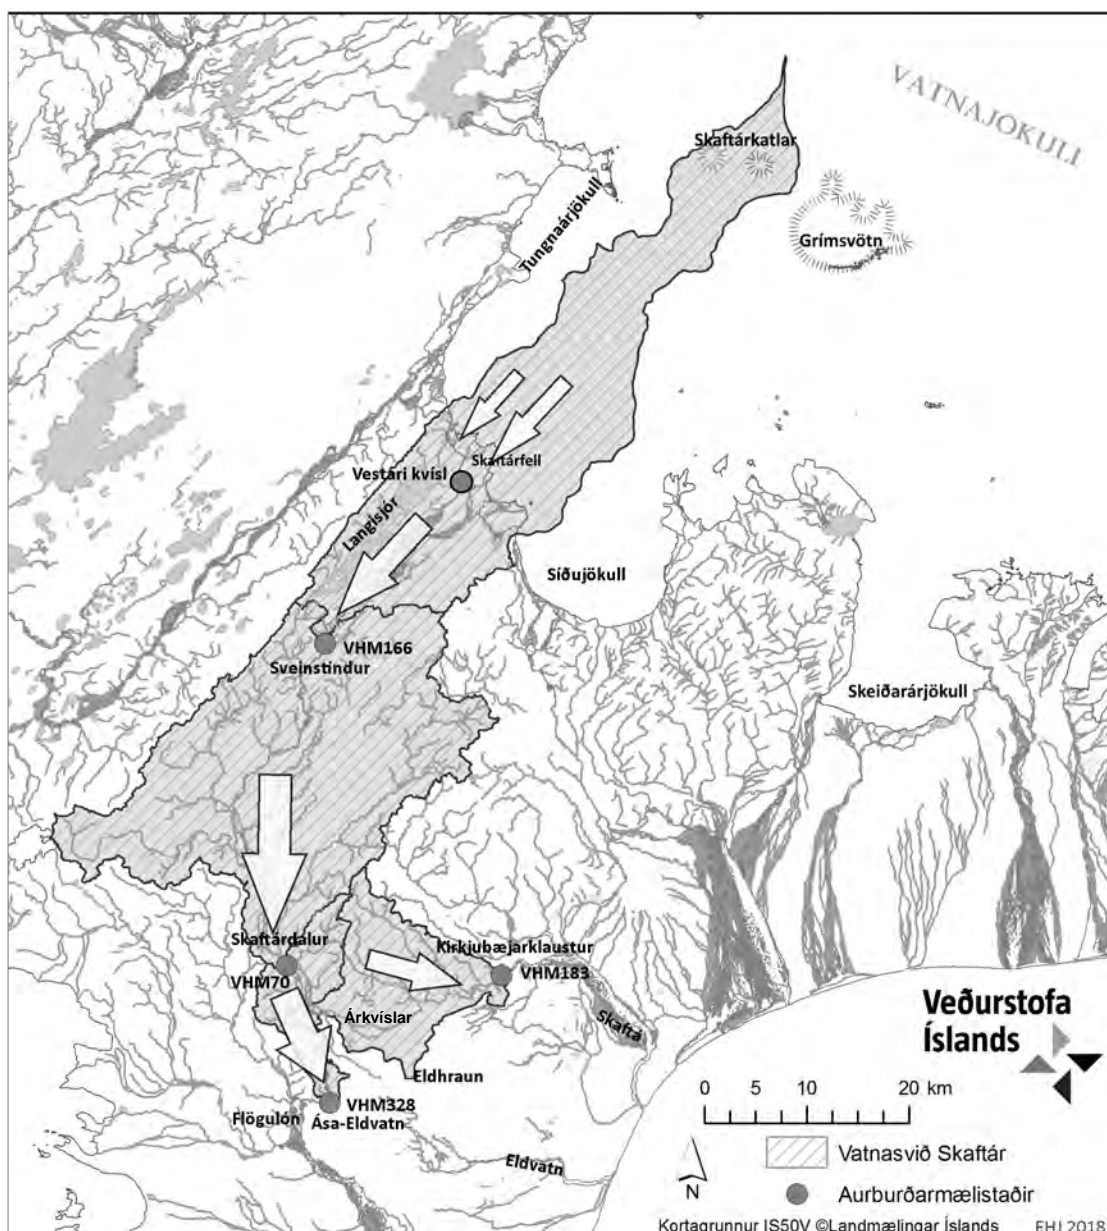 VATNAJÖKULL
Skaftárkatlar
Tungnaárjökull
Grímsvötn
Skaftárfell
Vestári kvísl
Langisjór
Síðujökull
VHM166
Sveinstindur
Skeiðarárjökull
Skaftárdalur
Kirkjubæjarklaustur
VHM70
VHM183
Árkvíslar
Skaftá
Veðurstofa
Íslands
Eldhraun
VHM328
Flögulón
Ása-Eldvatn
Eldvatn
0 5 10 20 km
N
Vatnasvið Skaftár
Aurburðarmælistaðir
Kortagrunnur IS50V ©Landmælingar Íslands EHJ 2018